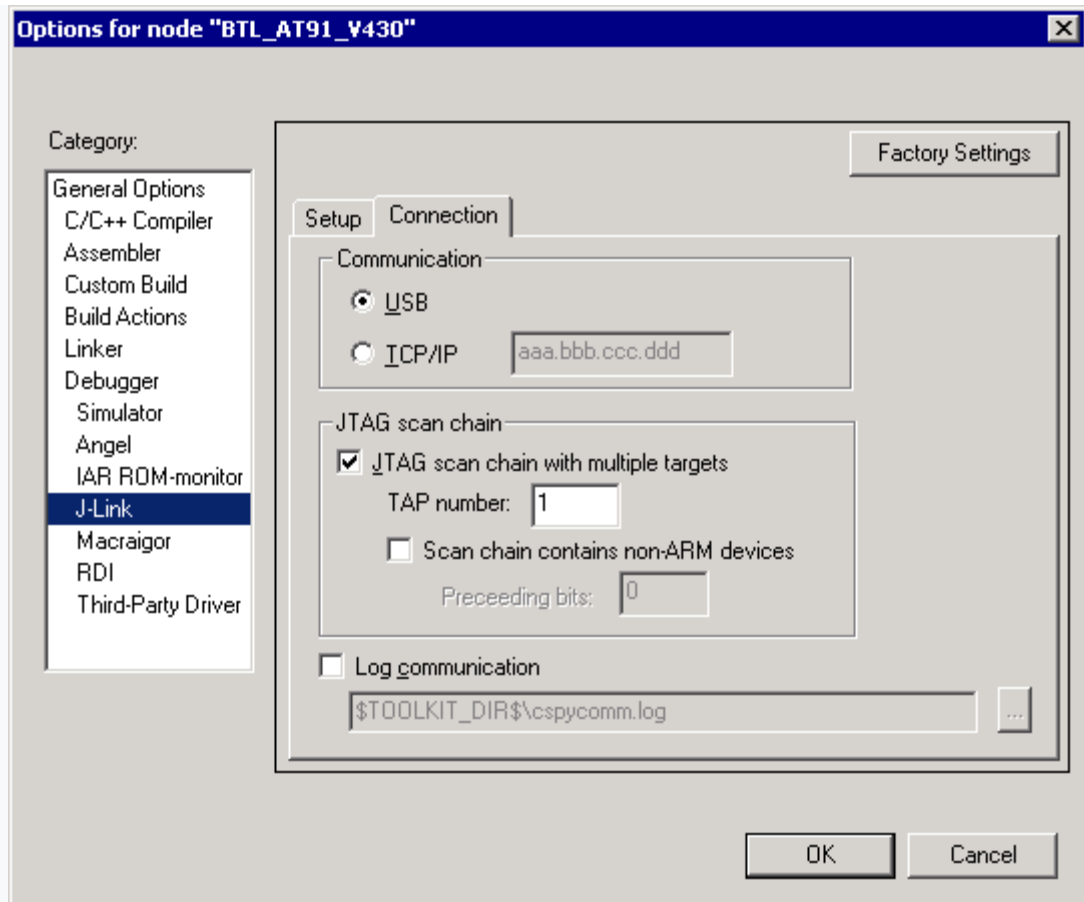 Options for node "BTL_AT91_V430"
Category:
General Options
C/C++ Compiler
Assembler
Custom Build
Build Actions
Linker
Debugger
Simulator
Angel
IAR ROM-monitor
J-Link
Macraigor
RDI
Third-Party Driver
Factory Settings
Setup Connection
Communication
USB
TCP/IP aaa.bbb.ccc.ddd
JTAG scan chain
JTAG scan chain with multiple targets
TAP number: 1
Scan chain contains non-ARM devices
Preceeding bits: 0
Log communication
$TOOLKIT_DIR$\cspycomm.log ...
OK Cancel